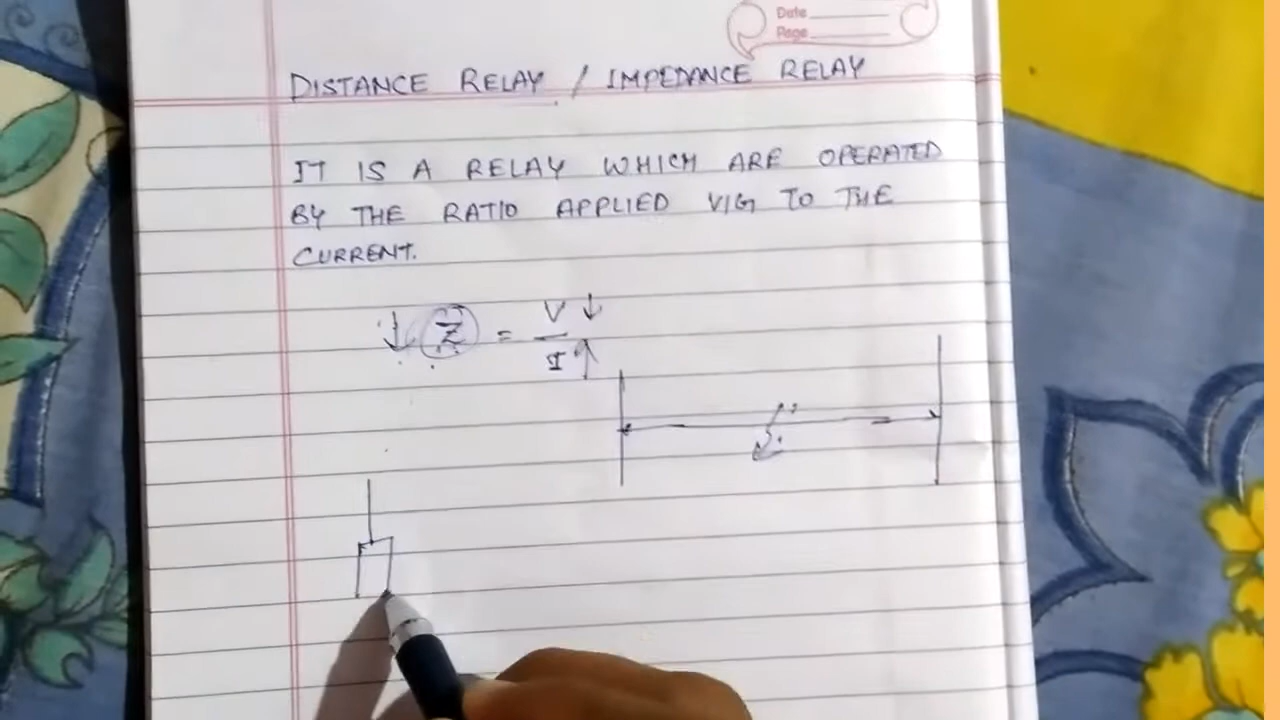 Date
Page
DISTANCE RELAY / IMPEDANCE RELAY
IT IS A RELAY WHICH ARE OPERATED
BY THE RATIO APPLIED V/G TO THE
CURRENT.
↓ Z = V ↓
I ↑